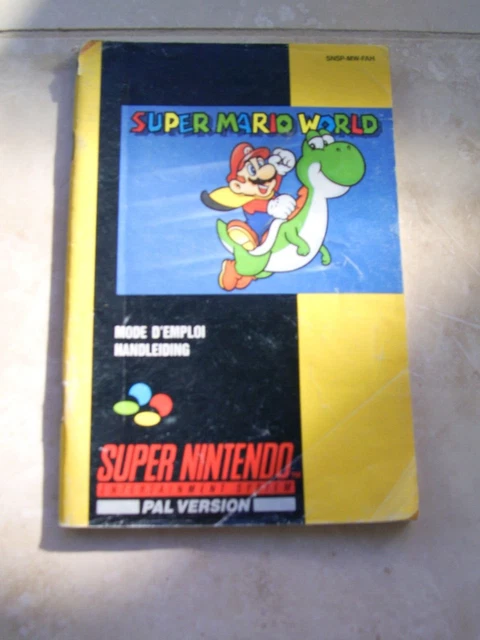 SNSP-MW-FAH
SUPER MARIO WORLD
MODE D'EMPLOI
HANDLEIDING
SUPER NINTENDO
ENTERTAINMENT SYSTEM
PAL VERSION